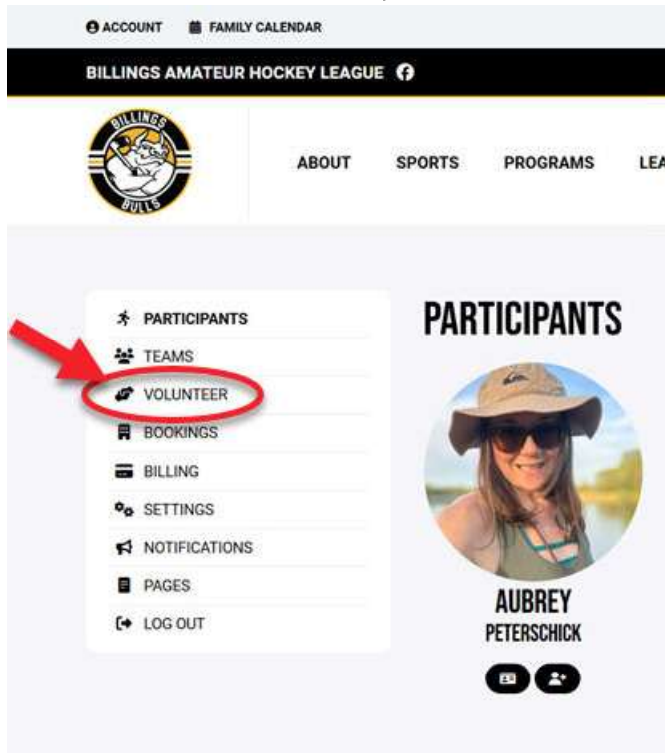 ACCOUNT FAMILY CALENDAR
BILLINGS AMATEUR HOCKEY LEAGUE
BILLINGS
BULLS
ABOUT SPORTS PROGRAMS LEA
PARTICIPANTS
TEAMS
VOLUNTEER
BOOKINGS
BILLING
SETTINGS
NOTIFICATIONS
PAGES
LOG OUT
PARTICIPANTS
AUBREY
PETERSCHICK